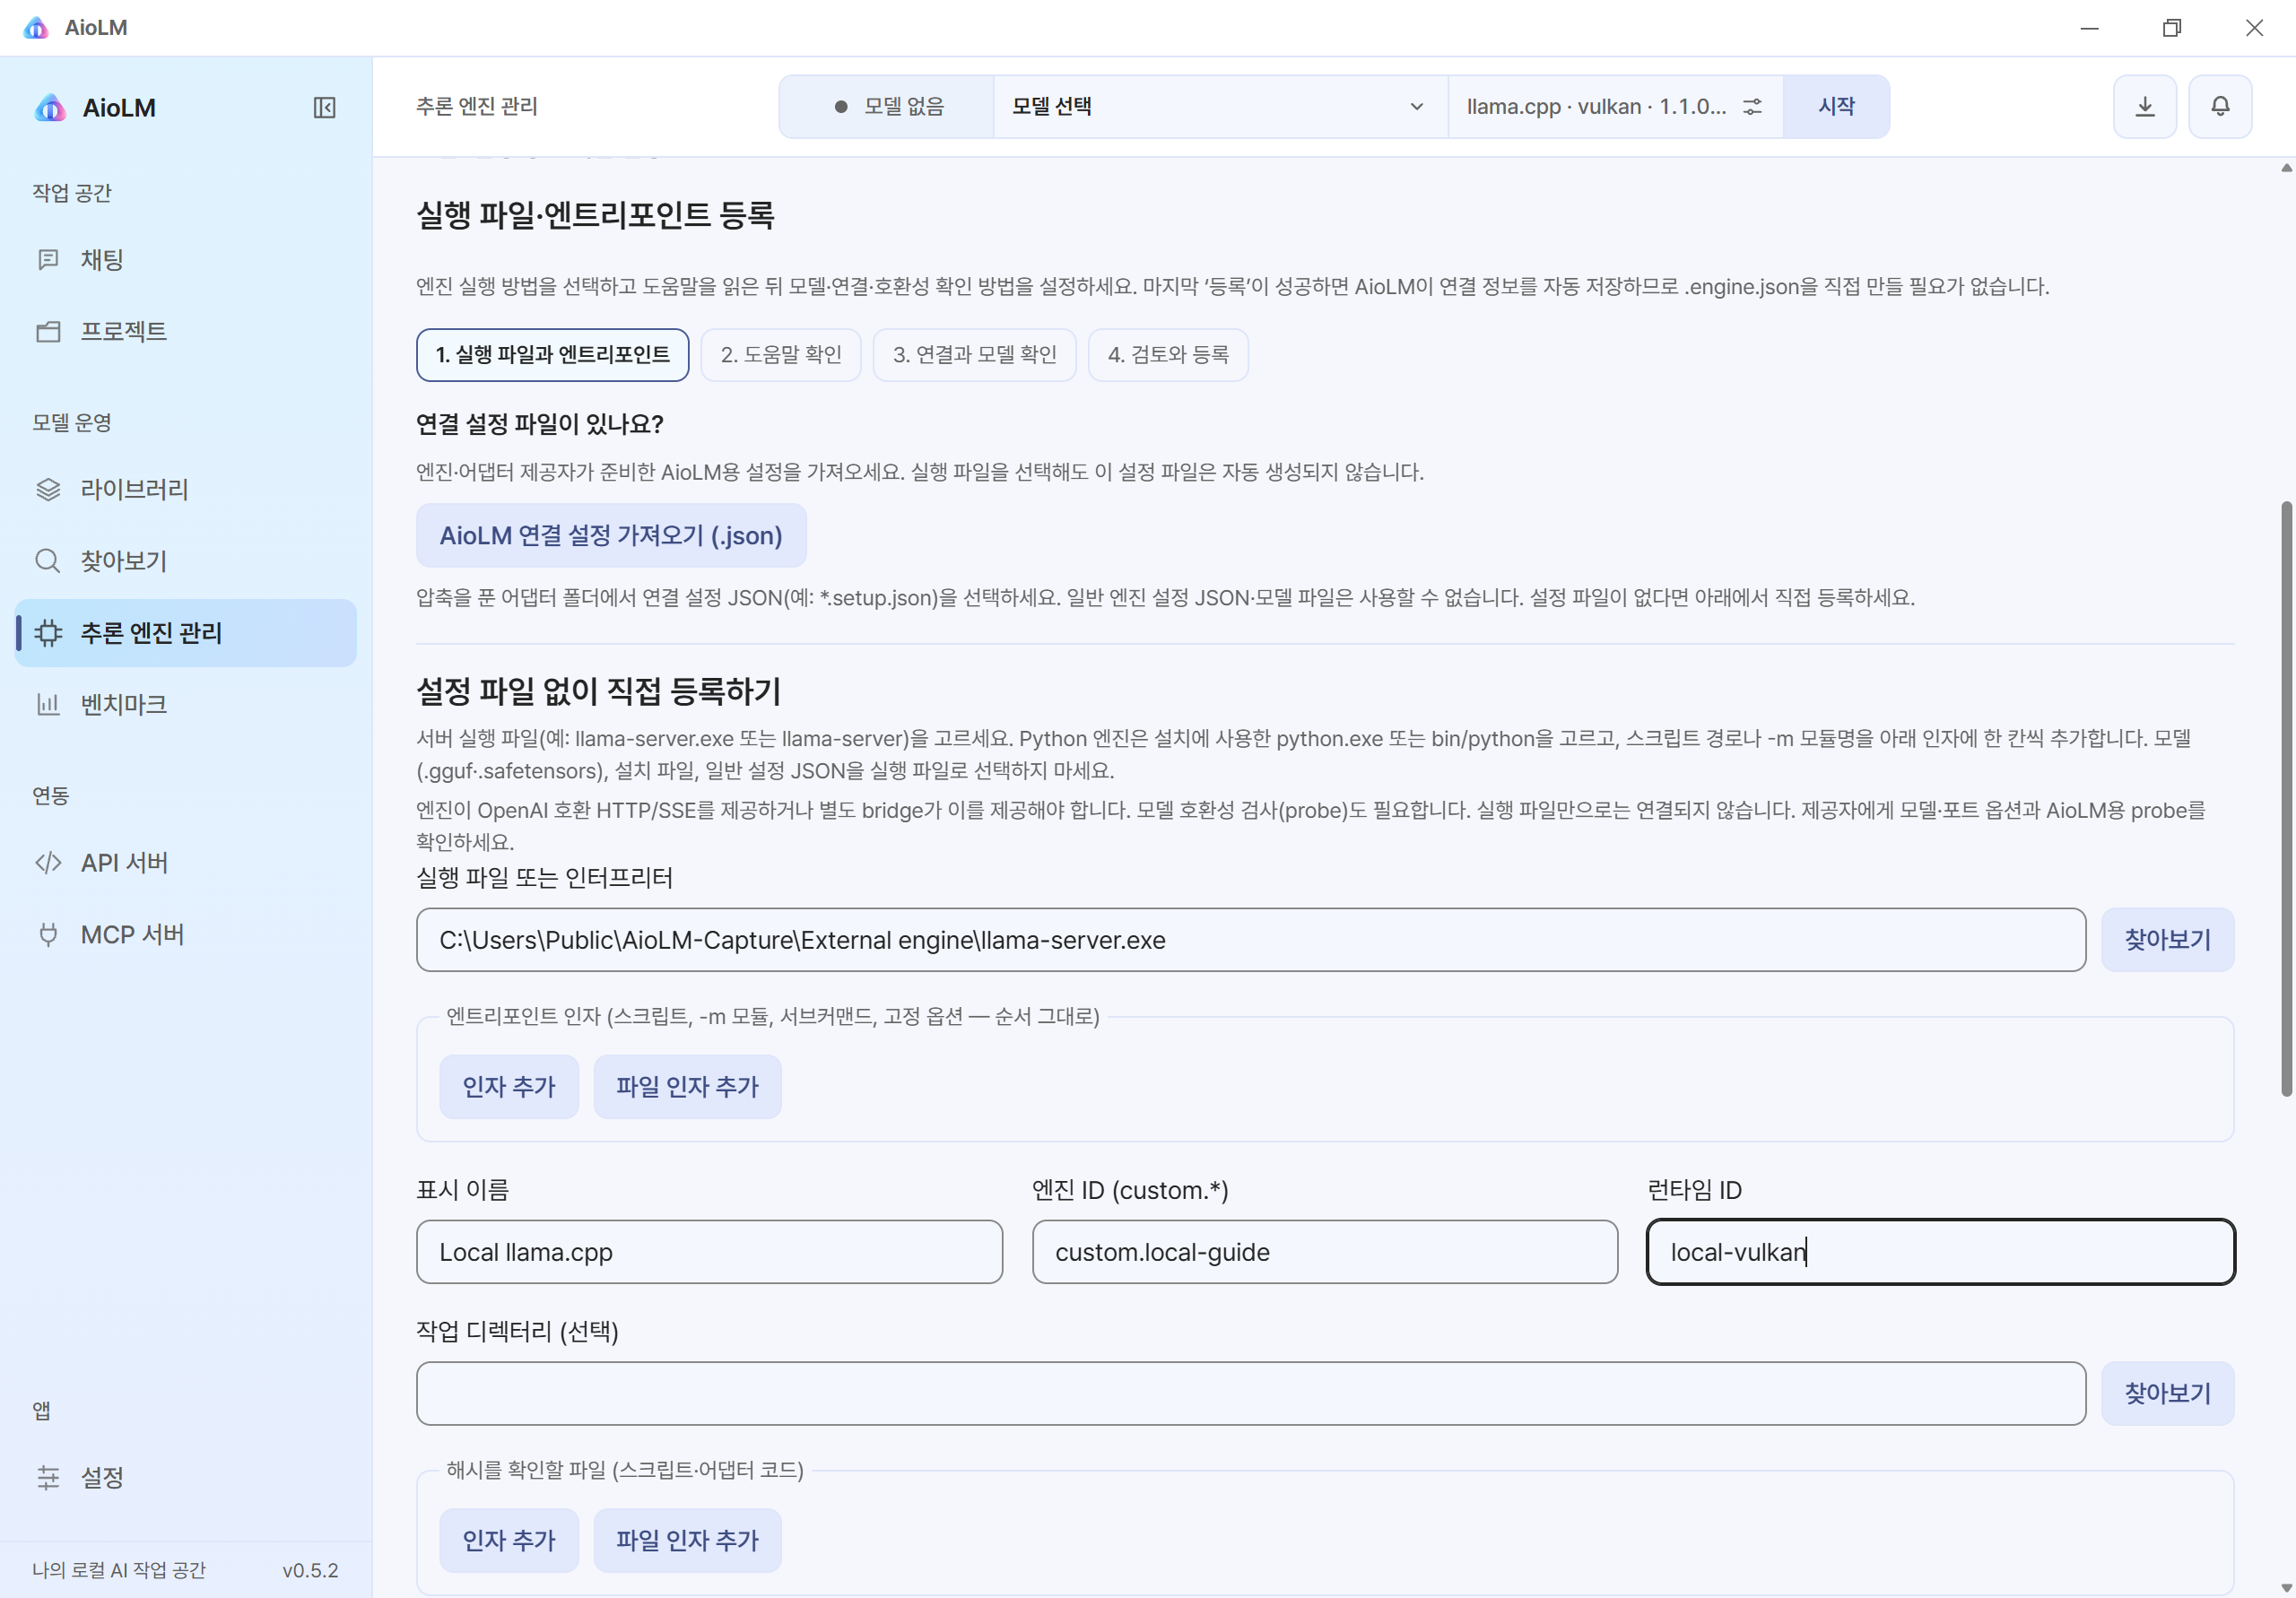 AioLM
AioLM
작업 공간
채팅
프로젝트
모델 운영
라이브러리
찾아보기
추론 엔진 관리
벤치마크
연동
API 서버
MCP 서버
앱
설정
나의 로컬 AI 작업 공간
v0.5.2
추론 엔진 관리
모델 없음
모델 선택
llama.cpp · vulkan · 1.1.0...
시작
실행 파일·엔트리포인트 등록
엔진 실행 방법을 선택하고 도움말을 읽은 뒤 모델·연결·호환성 확인 방법을 설정하세요. 마지막 ‘등록’이 성공하면 AioLM이 연결 정보를 자동 저장하므로 .engine.json을 직접 만들 필요가 없습니다.
1. 실행 파일과 엔트리포인트
2. 도움말 확인
3. 연결과 모델 확인
4. 검토와 등록
연결 설정 파일이 있나요?
엔진·어댑터 제공자가 준비한 AioLM용 설정을 가져오세요. 실행 파일을 선택해도 이 설정 파일은 자동 생성되지 않습니다.
AioLM 연결 설정 가져오기 (.json)
압축을 푼 어댑터 폴더에서 연결 설정 JSON(예: *.setup.json)을 선택하세요. 일반 엔진 설정 JSON·모델 파일은 사용할 수 없습니다. 설정 파일이 없다면 아래에서 직접 등록하세요.
설정 파일 없이 직접 등록하기
서버 실행 파일(예: llama-server.exe 또는 llama-server)을 고르세요. Python 엔진은 설치에 사용한 python.exe 또는 bin/python을 고르고, 스크립트 경로나 -m 모듈명을 아래 인자에 한 칸씩 추가합니다. 모델
(.gguf·.safetensors), 설치 파일, 일반 설정 JSON을 실행 파일로 선택하지 마세요.
엔진이 OpenAI 호환 HTTP/SSE를 제공하거나 별도 bridge가 이를 제공해야 합니다. 모델 호환성 검사(probe)도 필요합니다. 실행 파일만으로는 연결되지 않습니다. 제공자에게 모델·포트 옵션과 AioLM용 probe를
확인하세요.
실행 파일 또는 인터프리터
C:\Users\Public\AioLM-Capture\External engine\llama-server.exe
찾아보기
엔트리포인트 인자 (스크립트, -m 모듈, 서브커맨드, 고정 옵션 — 순서 그대로)
인자 추가
파일 인자 추가
표시 이름
엔진 ID (custom.*)
런타임 ID
Local llama.cpp
custom.local-guide
local-vulkan
작업 디렉터리 (선택)
찾아보기
해시를 확인할 파일 (스크립트·어댑터 코드)
인자 추가
파일 인자 추가